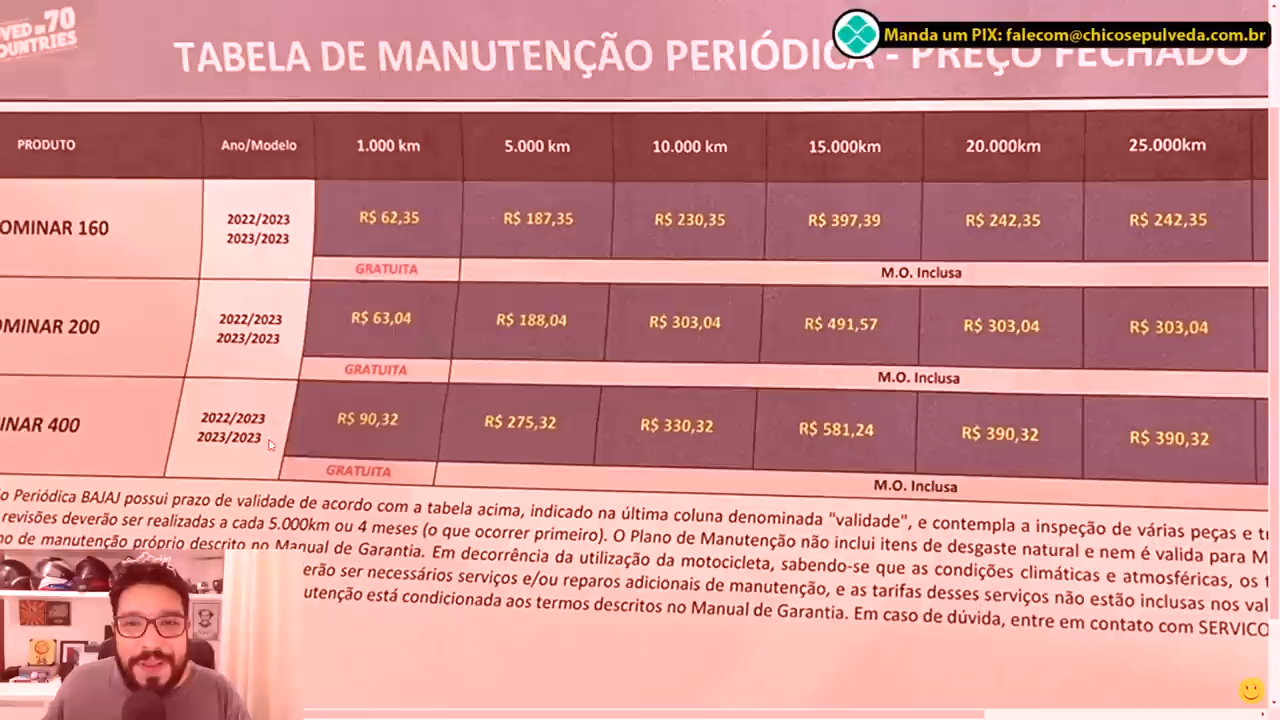 VED IN 70
OUNTRIES
Manda um PIX: falecom@chicosepulveda.com.br
TABELA DE MANUTENÇÃO PERIÓDICA - PREÇO FECHADO
PRODUTO Ano/Modelo 1.000 km 5.000 km 10.000 km 15.000km 20.000km 25.000km
OMINAR 160 2022/2023 2023/2023 R$ 62,35 R$ 187,35 R$ 230,35 R$ 397,39 R$ 242,35 R$ 242,35
GRATUITA M.O. Inclusa
OMINAR 200 2022/2023 2023/2023 R$ 63,04 R$ 188,04 R$ 303,04 R$ 491,57 R$ 303,04 R$ 303,04
GRATUITA M.O. Inclusa
INAR 400 2022/2023 2023/2023 R$ 90,32 R$ 275,32 R$ 330,32 R$ 581,24 R$ 390,32 R$ 390,32
GRATUITA M.O. Inclusa
o Periódica BAJAJ possui prazo de validade de acordo com a tabela acima, indicado na última coluna denominada "validade", e contempla a inspeção de várias peças e
revisões deverão ser realizadas a cada 5.000km ou 4 meses (o que ocorrer primeiro). O Plano de Manutenção não inclui itens de desgaste natural e nem é valida para M
no de manutenção próprio descrito no Manual de Garantia. Em decorrência da utilização da motocicleta, sabendo-se que as condições climáticas e atmosféricas, os
erão ser necessários serviços e/ou reparos adicionais de manutenção, e as tarifas desses serviços não estão inclusas nos val
utenção está condicionada aos termos descritos no Manual de Garantia. Em caso de dúvida, entre em contato com SERVICO